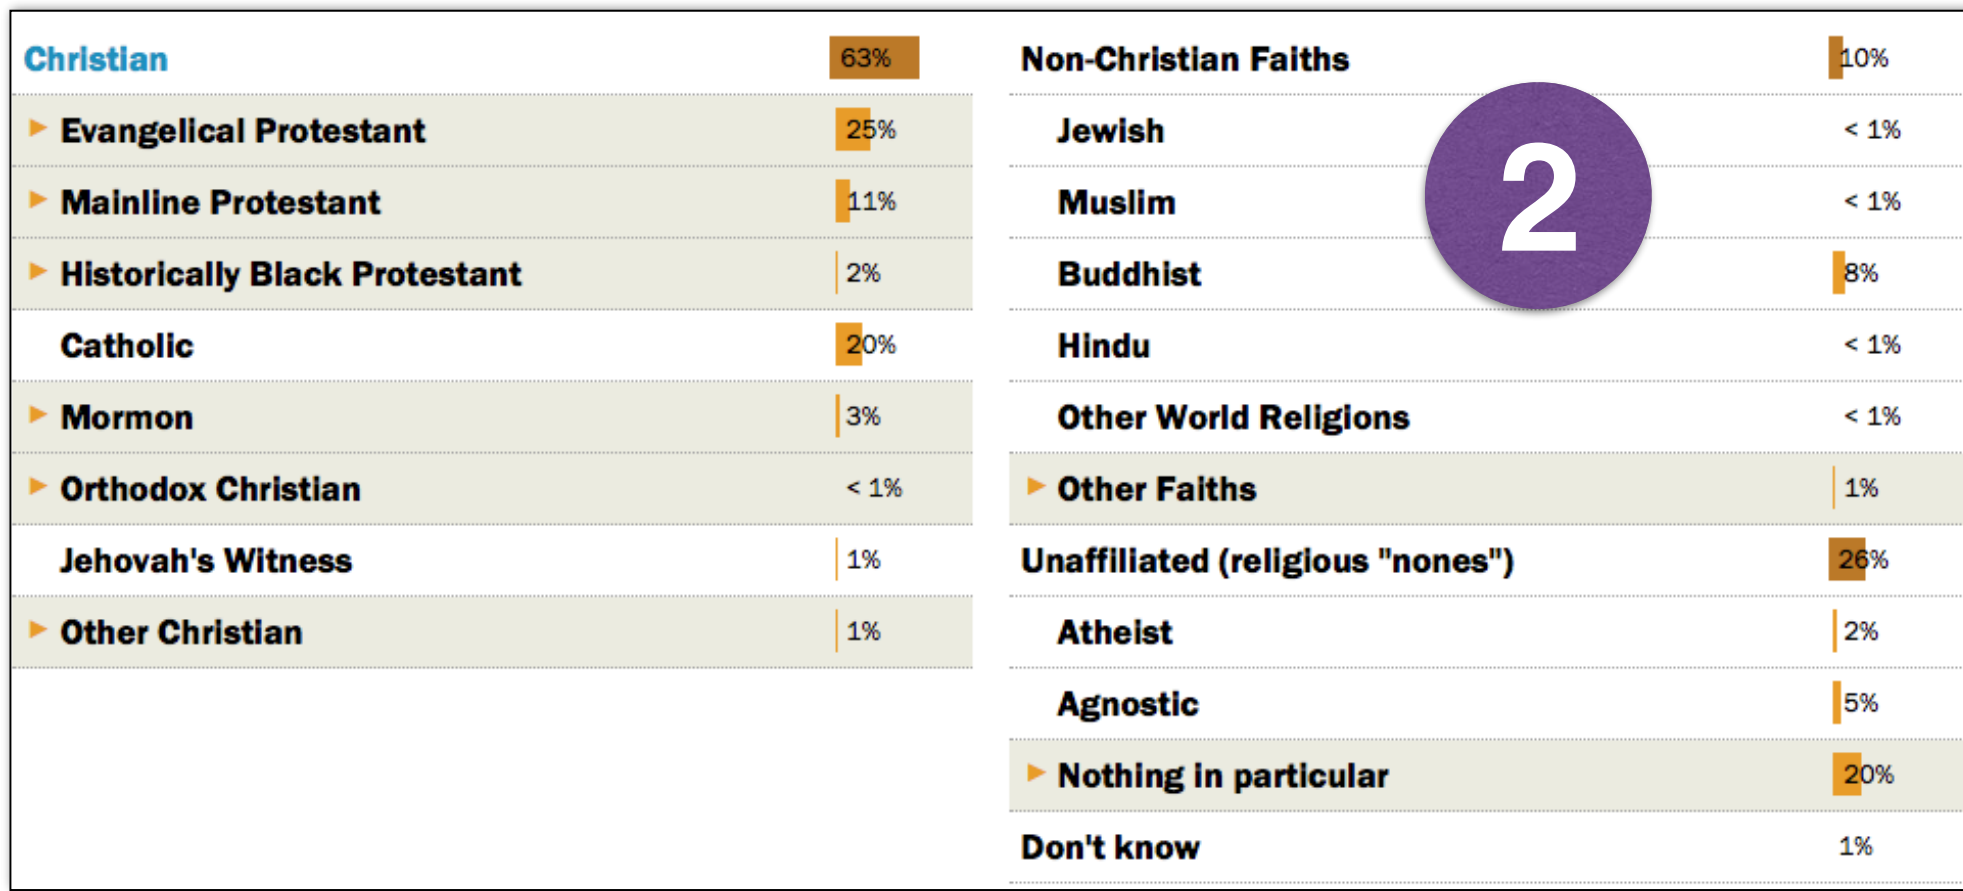 Christian 63%
Evangelical Protestant 25%
Mainline Protestant 11%
Historically Black Protestant 2%
Catholic 20%
Mormon 3%
Orthodox Christian < 1%
Jehovah's Witness 1%
Other Christian 1%
Non-Christian Faiths 10%
Jewish < 1%
Muslim < 1%
Buddhist 8%
Hindu < 1%
Other World Religions < 1%
Other Faiths 1%
Unaffiliated (religious "nones") 26%
Atheist 2%
Agnostic 5%
Nothing in particular 20%
Don't know 1%
2